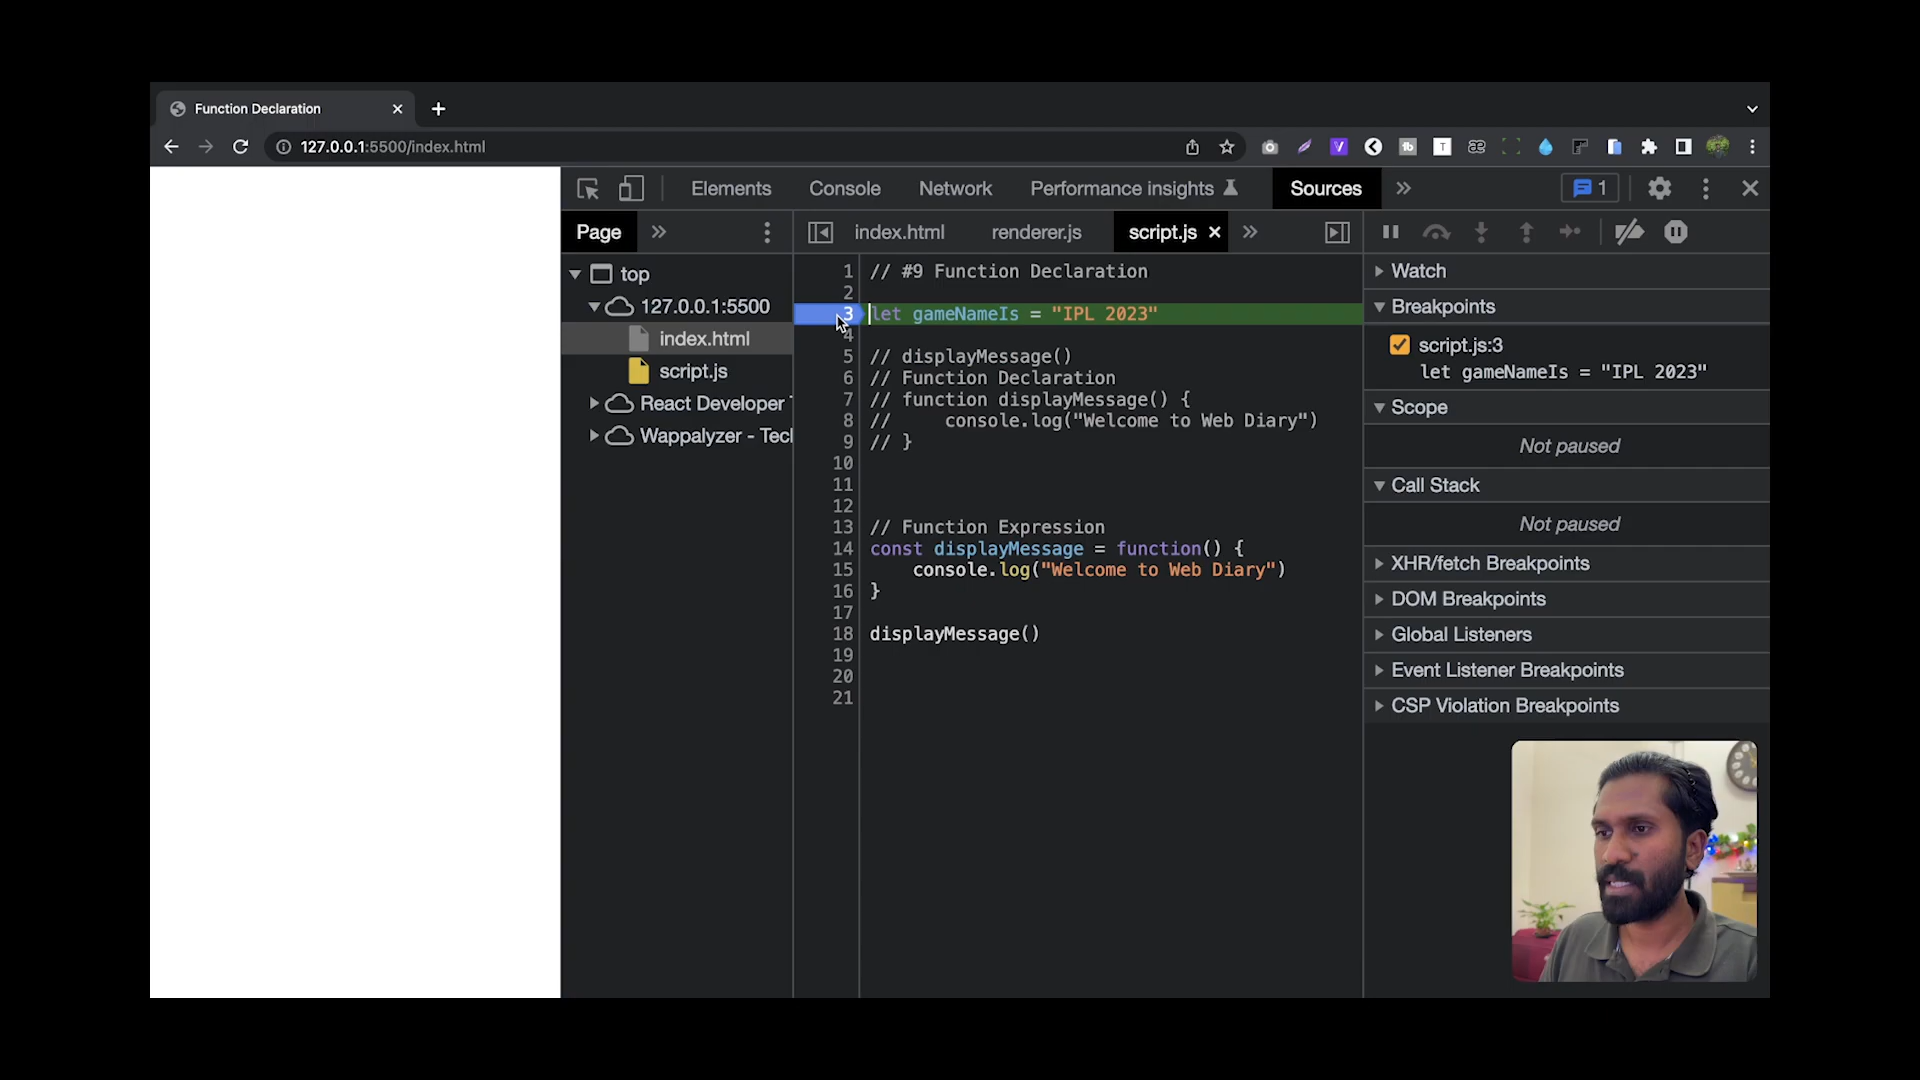 Function Declaration
127.0.0.1:5500/index.html
Elements Console Network Performance insights Sources 1
Page index.html renderer.js script.js
top
127.0.0.1:5500
index.html
script.js
React Developer
Wappalyzer - Tecl
1 // #9 Function Declaration
2
3 let gameNameIs = "IPL 2023"
4
5 // displayMessage()
6 // Function Declaration
7 // function displayMessage() {
8 //     console.log("Welcome to Web Diary")
9 // }
10
11
12
13 // Function Expression
14 const displayMessage = function() {
15     console.log("Welcome to Web Diary")
16 }
17
18 displayMessage()
19
20
21
Watch
Breakpoints
script.js:3
let gameNameIs = "IPL 2023"
Scope
Not paused
Call Stack
Not paused
XHR/fetch Breakpoints
DOM Breakpoints
Global Listeners
Event Listener Breakpoints
CSP Violation Breakpoints